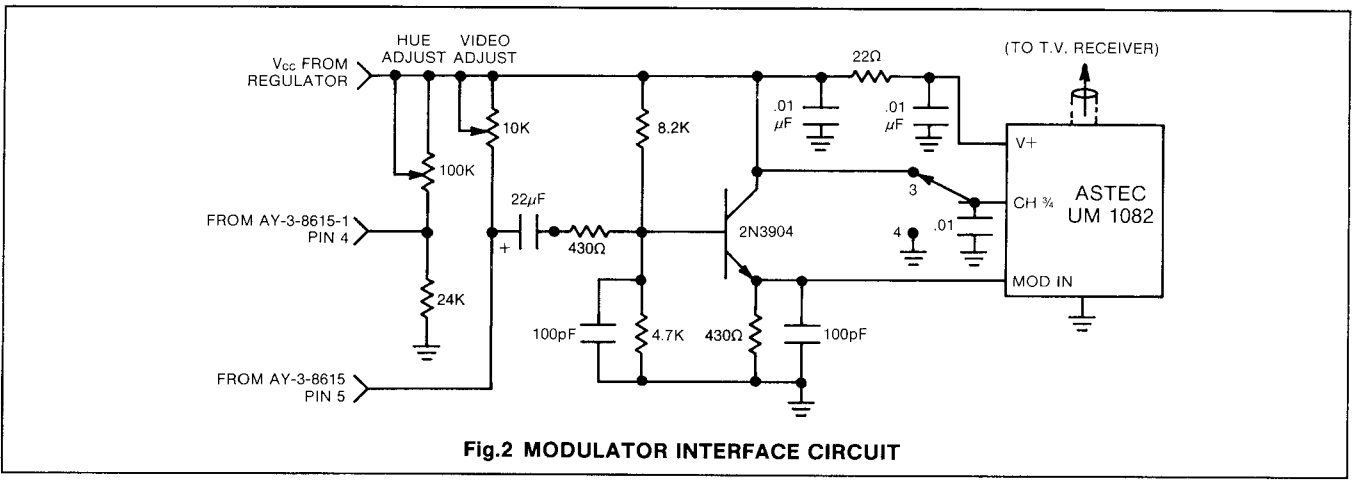 HUE
ADJUST
VIDEO
ADJUST
Vcc FROM
REGULATOR
10K
100K
8.2K
22Ω
.01
µF
.01
µF
(TO T.V. RECEIVER)
V+
3
CH ¾
ASTEC
UM 1082
4
.01
MOD IN
FROM AY-3-8615-1
PIN 4
22µF
+
430Ω
2N3904
24K
100pF
4.7K
430Ω
100pF
FROM AY-3-8615
PIN 5
Fig.2 MODULATOR INTERFACE CIRCUIT